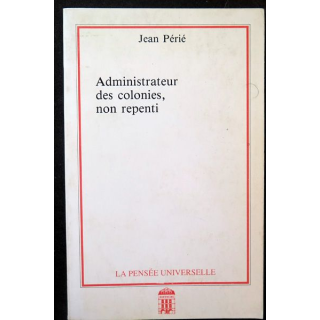 Jean Périé
Administrateur
des colonies,
non repenti
LA PENSÉE UNIVERSELLE